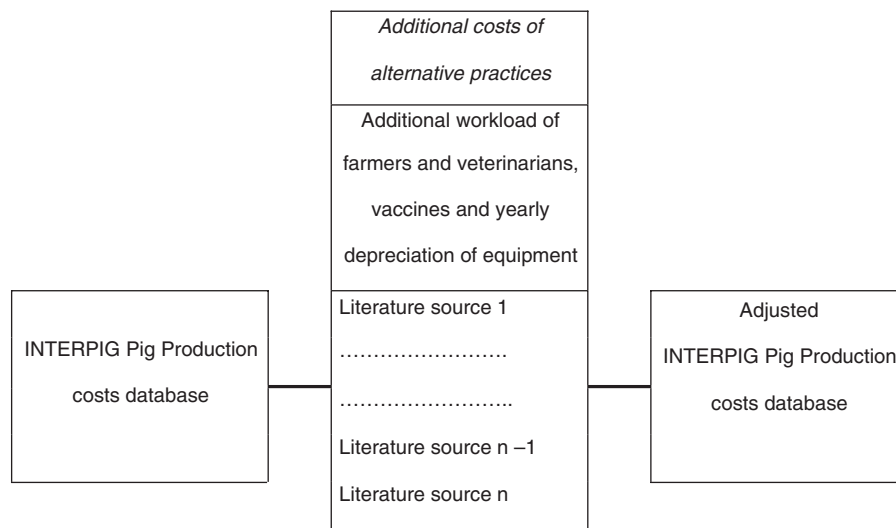 Additional costs of
alternative practices
Additional workload of
farmers and veterinarians,
vaccines and yearly
depreciation of equipment
INTERPIG Pig Production
costs database
Literature source 1
…………………….
……………………..
Literature source n –1
Literature source n
Adjusted
INTERPIG Pig Production
costs database